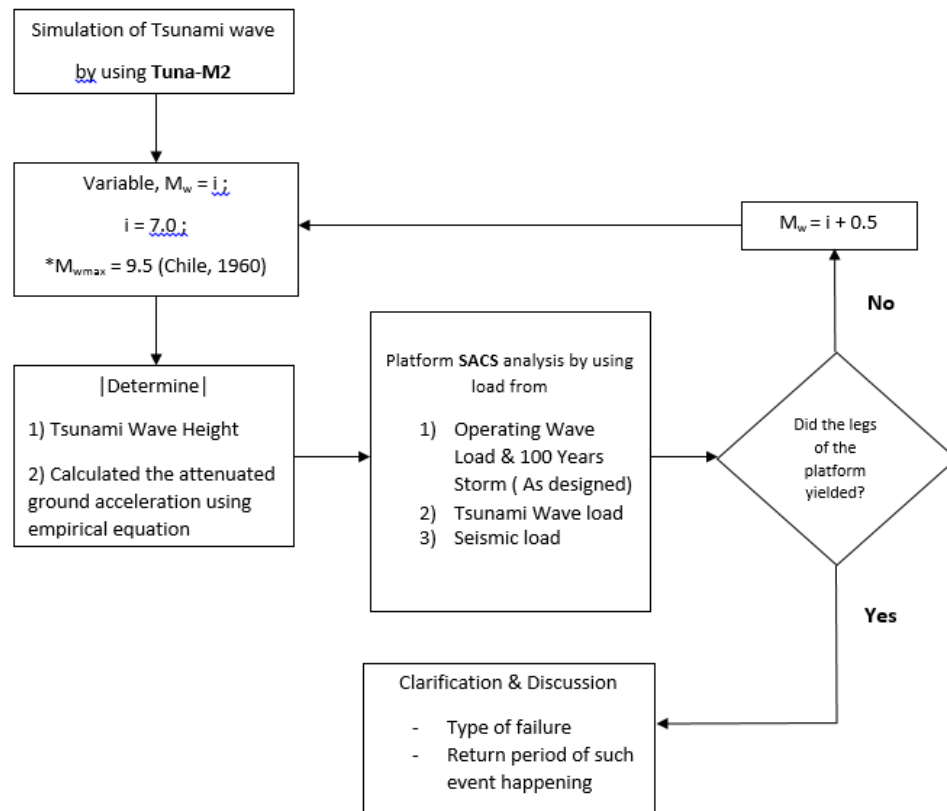 Simulation of Tsunami wave
by using Tuna-M2
Variable, Mw = i ;
i = 7.0 ;
*Mwmax = 9.5 (Chile, 1960)
|Determine|
1) Tsunami Wave Height
2) Calculated the attenuated
ground acceleration using
empirical equation
Platform SACS analysis by using
load from
1) Operating Wave
Load & 100 Years
Storm ( As designed)
2) Tsunami Wave load
3) Seismic load
Did the legs
of the
platform
yielded?
No
Mw = i + 0.5
Yes
Clarification & Discussion
- Type of failure
- Return period of such
event happening